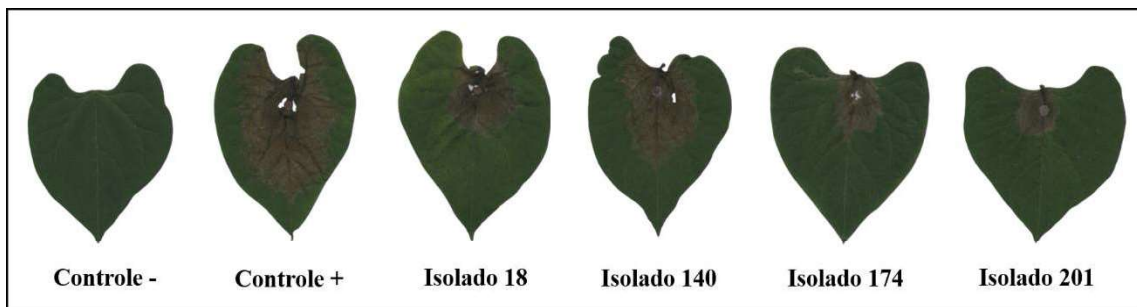 Controle -
Controle +
Isolado 18
Isolado 140
Isolado 174
Isolado 201